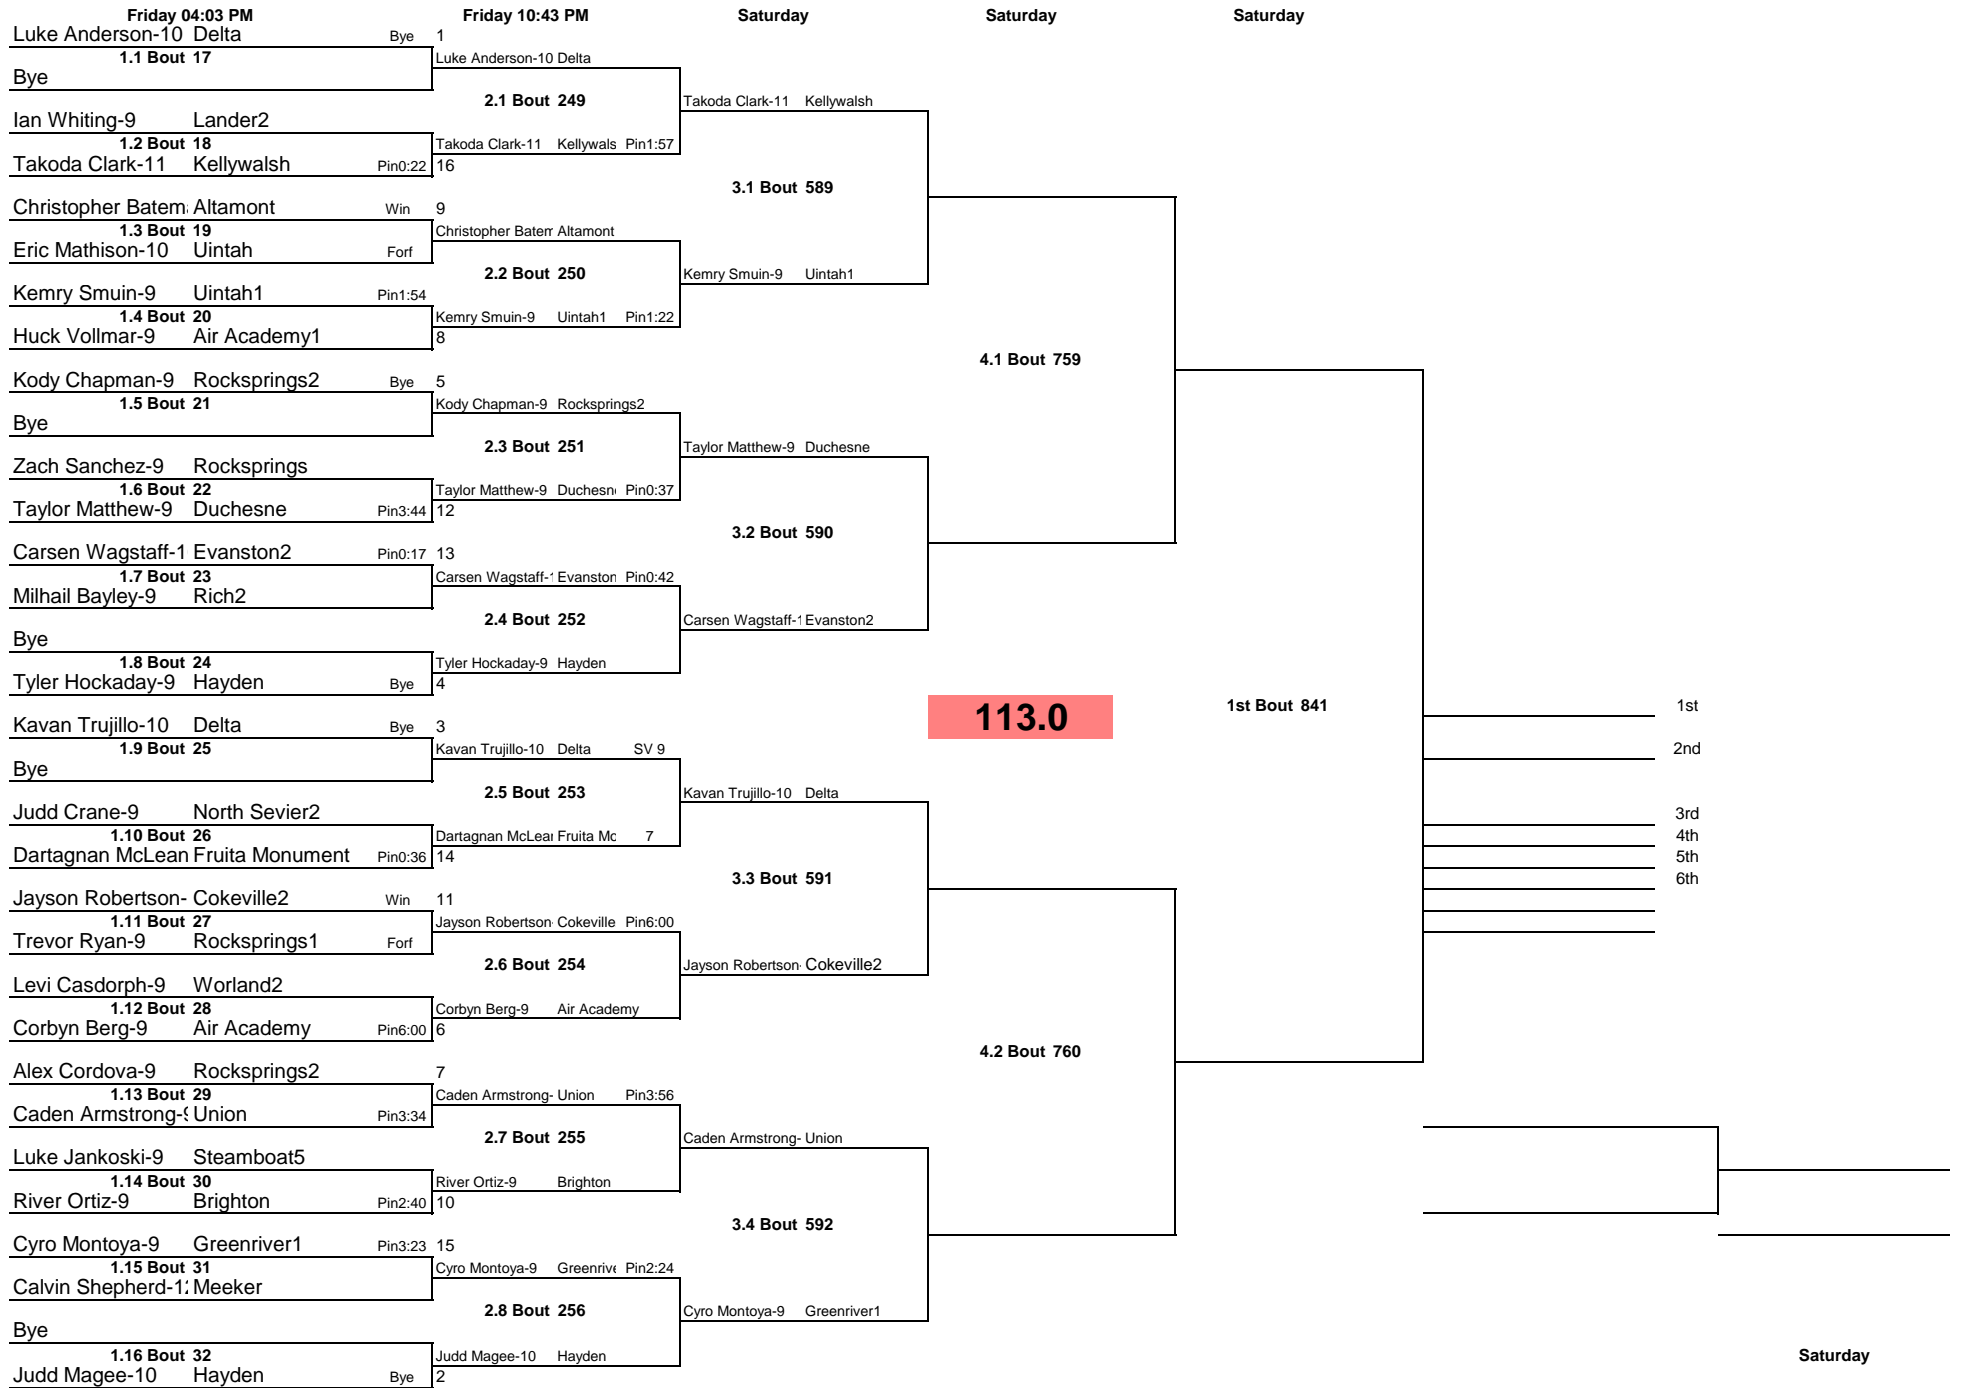 Friday 04:03 PM Friday 10:43 PM Saturday Saturday Saturday
Luke Anderson-10 Delta Bye 1
1.1 Bout 17 Luke Anderson-10 Delta
Bye
2.1 Bout 249 Takoda Clark-11 Kellywalsh
Ian Whiting-9 Lander2
1.2 Bout 18 Takoda Clark-11 Kellywals Pin1:57
Takoda Clark-11 Kellywalsh Pin0:22 16
3.1 Bout 589
Christopher Batem Altamont Win 9
1.3 Bout 19 Christopher Batem Altamont
Eric Mathison-10 Uintah Forf
2.2 Bout 250 Kemry Smuin-9 Uintah1
Kemry Smuin-9 Uintah1 Pin1:54
1.4 Bout 20 Kemry Smuin-9 Uintah1 Pin1:22
Huck Vollmar-9 Air Academy1 8
4.1 Bout 759
Kody Chapman-9 Rocksprings2 Bye 5
1.5 Bout 21 Kody Chapman-9 Rocksprings2
Bye
2.3 Bout 251 Taylor Matthew-9 Duchesne
Zach Sanchez-9 Rocksprings
1.6 Bout 22 Taylor Matthew-9 Duchesn Pin0:37
Taylor Matthew-9 Duchesne Pin3:44 12
3.2 Bout 590
Carsen Wagstaff-1 Evanston2 Pin0:17 13
1.7 Bout 23 Carsen Wagstaff-1 Evanston Pin0:42
Milhail Bayley-9 Rich2
2.4 Bout 252 Carsen Wagstaff-1 Evanston2
Bye
1.8 Bout 24 Tyler Hockaday-9 Hayden
Tyler Hockaday-9 Hayden Bye 4
113.0 1st Bout 841 1st
Kavan Trujillo-10 Delta Bye 3
1.9 Bout 25 Kavan Trujillo-10 Delta SV 9 2nd
Bye
2.5 Bout 253 Kavan Trujillo-10 Delta
Judd Crane-9 North Sevier2 3rd
1.10 Bout 26 Dartagnan McLea Fruita Mc 7 4th
Dartagnan McLean Fruita Monument Pin0:36 14 5th
3.3 Bout 591 6th
Jayson Robertson- Cokeville2 Win 11
1.11 Bout 27 Jayson Robertson- Cokeville Pin6:00
Trevor Ryan-9 Rocksprings1 Forf
2.6 Bout 254 Jayson Robertson- Cokeville2
Levi Casdorph-9 Worland2
1.12 Bout 28 Corbyn Berg-9 Air Academy
Corbyn Berg-9 Air Academy Pin6:00 6
4.2 Bout 760
Alex Cordova-9 Rocksprings2 7
1.13 Bout 29 Caden Armstrong- Union Pin3:56
Caden Armstrong-9 Union Pin3:34
2.7 Bout 255 Caden Armstrong- Union
Luke Jankoski-9 Steamboat5
1.14 Bout 30 River Ortiz-9 Brighton
River Ortiz-9 Brighton Pin2:40 10
3.4 Bout 592
Cyro Montoya-9 Greenriver1 Pin3:23 15
1.15 Bout 31 Cyro Montoya-9 Greenrive Pin2:24
Calvin Shepherd-12 Meeker
2.8 Bout 256 Cyro Montoya-9 Greenriver1
Bye
1.16 Bout 32 Judd Magee-10 Hayden Saturday
Judd Magee-10 Hayden Bye 2